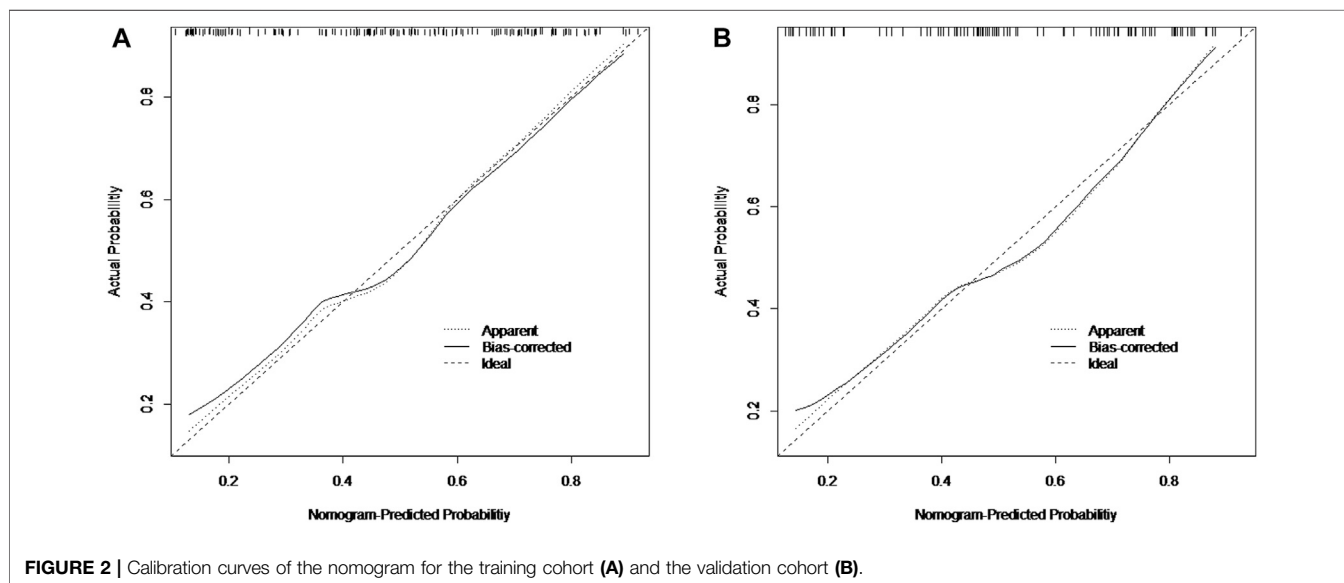 A
B
Actual Probabilitiy
0.8
0.6
0.4
0.2
Apparent
Bias-corrected
Ideal
0.2 0.4 0.6 0.8
Nomogram-Predicted Probabilitiy
Actual Probabilitiy
0.8
0.6
0.4
0.2
Apparent
Bias-corrected
Ideal
0.2 0.4 0.6 0.8
Nomogram-Predicted Probabilitiy
FIGURE 2 | Calibration curves of the nomogram for the training cohort (A) and the validation cohort (B).